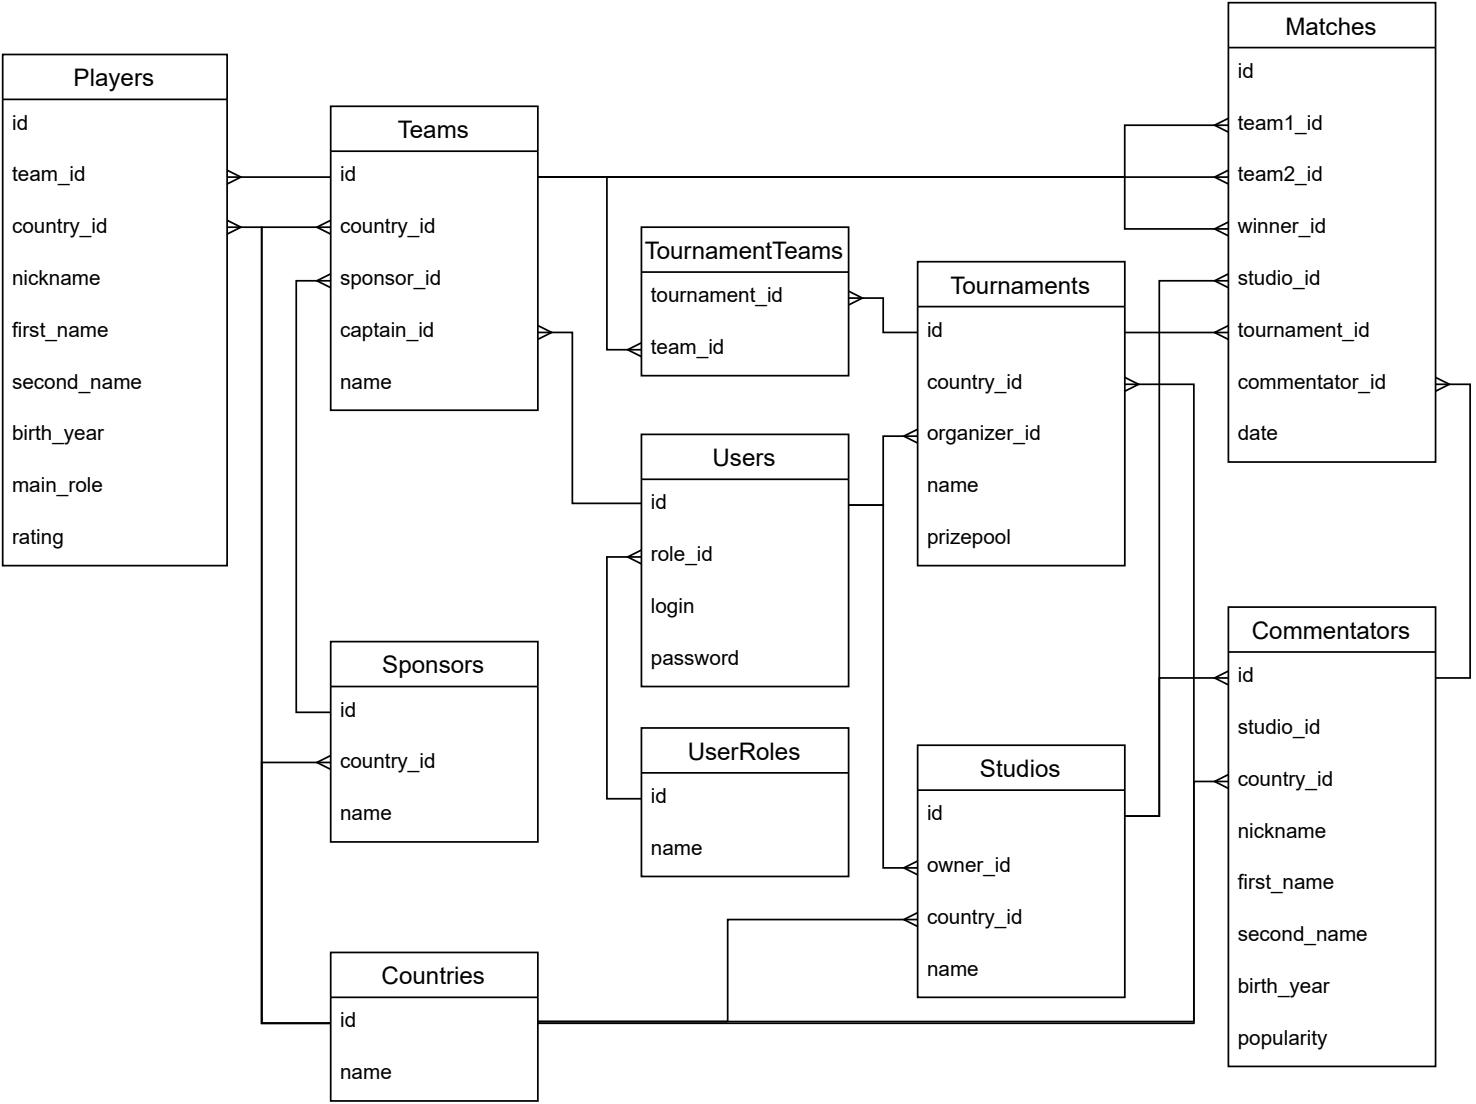 Players
id
team_id
country_id
nickname
first_name
second_name
birth_year
main_role
rating
Teams
id
country_id
sponsor_id
captain_id
name
Sponsors
id
country_id
name
Countries
id
name
TournamentTeams
tournament_id
team_id
Users
id
role_id
login
password
UserRoles
id
name
Tournaments
id
country_id
organizer_id
name
prizepool
Studios
id
owner_id
country_id
name
Matches
id
team1_id
team2_id
winner_id
studio_id
tournament_id
commentator_id
date
Commentators
id
studio_id
country_id
nickname
first_name
second_name
birth_year
popularity